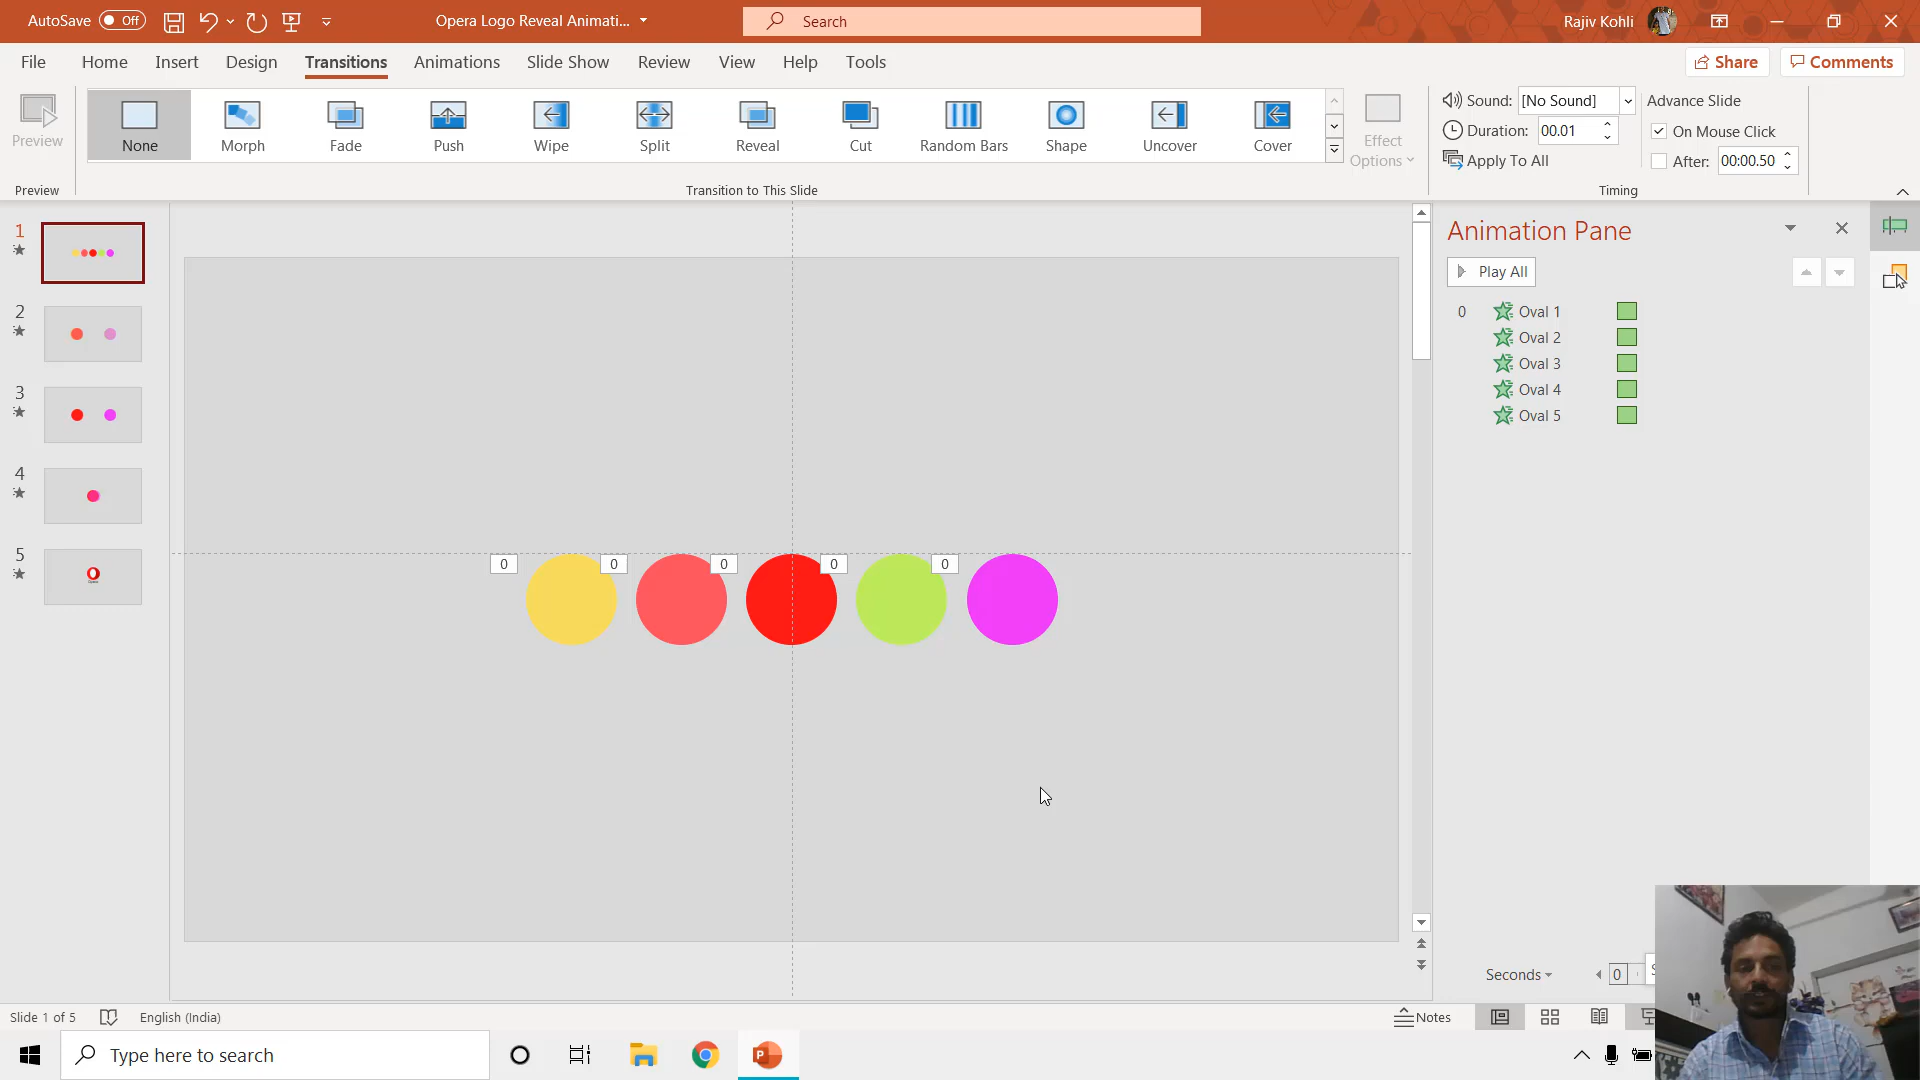 AutoSave Off Opera Logo Reveal Animati... Search Rajiv Kohli
File Home Insert Design Transitions Animations Slide Show Review View Help Tools Share Comments
Preview
None Morph Fade Push Wipe Split Reveal Cut Random Bars Shape Uncover Cover
Effect
Options
Sound: [No Sound]
Duration: 00.01
Apply To All
Advance Slide
On Mouse Click
After: 00:00.50
Preview Transition to This Slide Timing
1
2
3
4
5
0 0 0 0 0
Animation Pane
Play All
0 Oval 1
Oval 2
Oval 3
Oval 4
Oval 5
Seconds 0
Slide 1 of 5 English (India) Notes
Type here to search